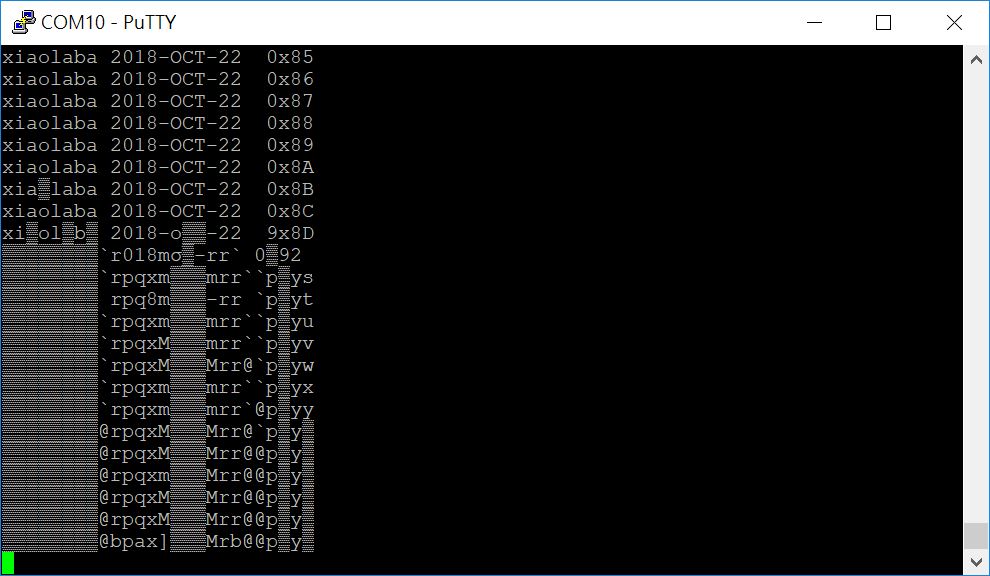 COM10 - PuTTY
xiaolaba 2018-OCT-22  0x85
xiaolaba 2018-OCT-22  0x86
xiaolaba 2018-OCT-22  0x87
xiaolaba 2018-OCT-22  0x88
xiaolaba 2018-OCT-22  0x89
xiaolaba 2018-OCT-22  0x8A
xia▒laba 2018-OCT-22  0x8B
xiaolaba 2018-OCT-22  0x8C
xi▒ol▒b▒ 2018-o▒▒-22  9x8D
▒▒▒▒▒▒▒▒`r018mo▒-rr` 0▒92
▒▒▒▒▒▒▒▒`rpqxm▒▒▒mrr``p▒ys
▒▒▒▒▒▒▒▒ rpq8m▒▒▒-rr `p▒yt
▒▒▒▒▒▒▒▒`rpqxm▒▒▒mrr``p▒yu
▒▒▒▒▒▒▒▒`rpqxM▒▒▒mrr``p▒yv
▒▒▒▒▒▒▒▒`rpqxM▒▒▒Mrr@`p▒yw
▒▒▒▒▒▒▒▒`rpqxm▒▒▒mrr``p▒yx
▒▒▒▒▒▒▒▒`rpqxm▒▒▒mrr`@p▒yy
▒▒▒▒▒▒▒▒@rpqxM▒▒▒Mrr@`p▒y▒
▒▒▒▒▒▒▒▒@rpqxM▒▒▒Mrr@@p▒y▒
▒▒▒▒▒▒▒▒@rpqxm▒▒▒Mrr@@p▒y▒
▒▒▒▒▒▒▒▒@rpqxM▒▒▒Mrr@@p▒y▒
▒▒▒▒▒▒▒▒@rpqxM▒▒▒Mrr@@p▒y▒
▒▒▒▒▒▒▒▒@bpax]▒▒▒Mrb@@p▒y▒